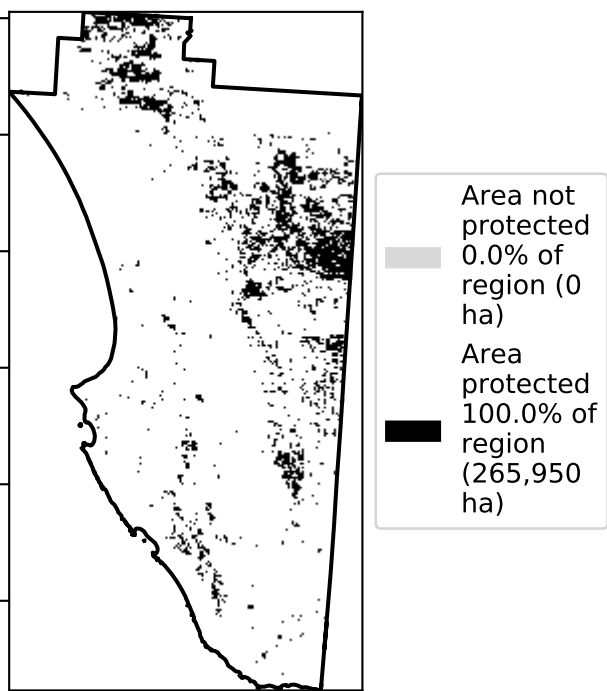 Area not
protected
0.0% of
region (0
ha)
Area
protected
100.0% of
region
(265,950
ha)